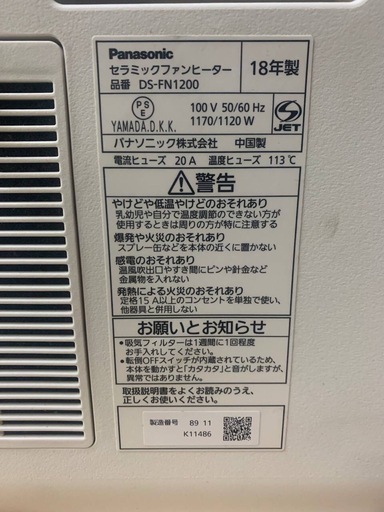 Panasonic
セラミックファンヒーター
品番 DS-FN1200
18年製
PS
E
YAMADA.D.K.K.
100 V 50/60 Hz
1170/1120 W
S
JET
パナソニック株式会社 中国製
電流ヒューズ 20 A 温度ヒューズ 113℃
警告
やけどや低温やけどのおそれあり
乳幼児や自分で温度調節のできない方が
使用するときは周りの方が特に注意する
爆発や火災のおそれあり
スプレー缶などを本体の近くに置かない
感電のおそれあり
温風吹出口やすき間にピンや針金など
金属物を入れない
発熱による火災のおそれあり
定格15 A以上のコンセントを単独で使い、
他器具と併用しない
お願いとお知らせ
●吸気フィルターは1週間に1回程度
お手入れしてください。
●転倒OFFスイッチが内蔵されているため、
本体を動かすと「カタカタ」と音がしますが、
異常ではありません。
取扱説明書をよくお読みのうえ、
正しくお使いください。
製造番号 89 11
K11486